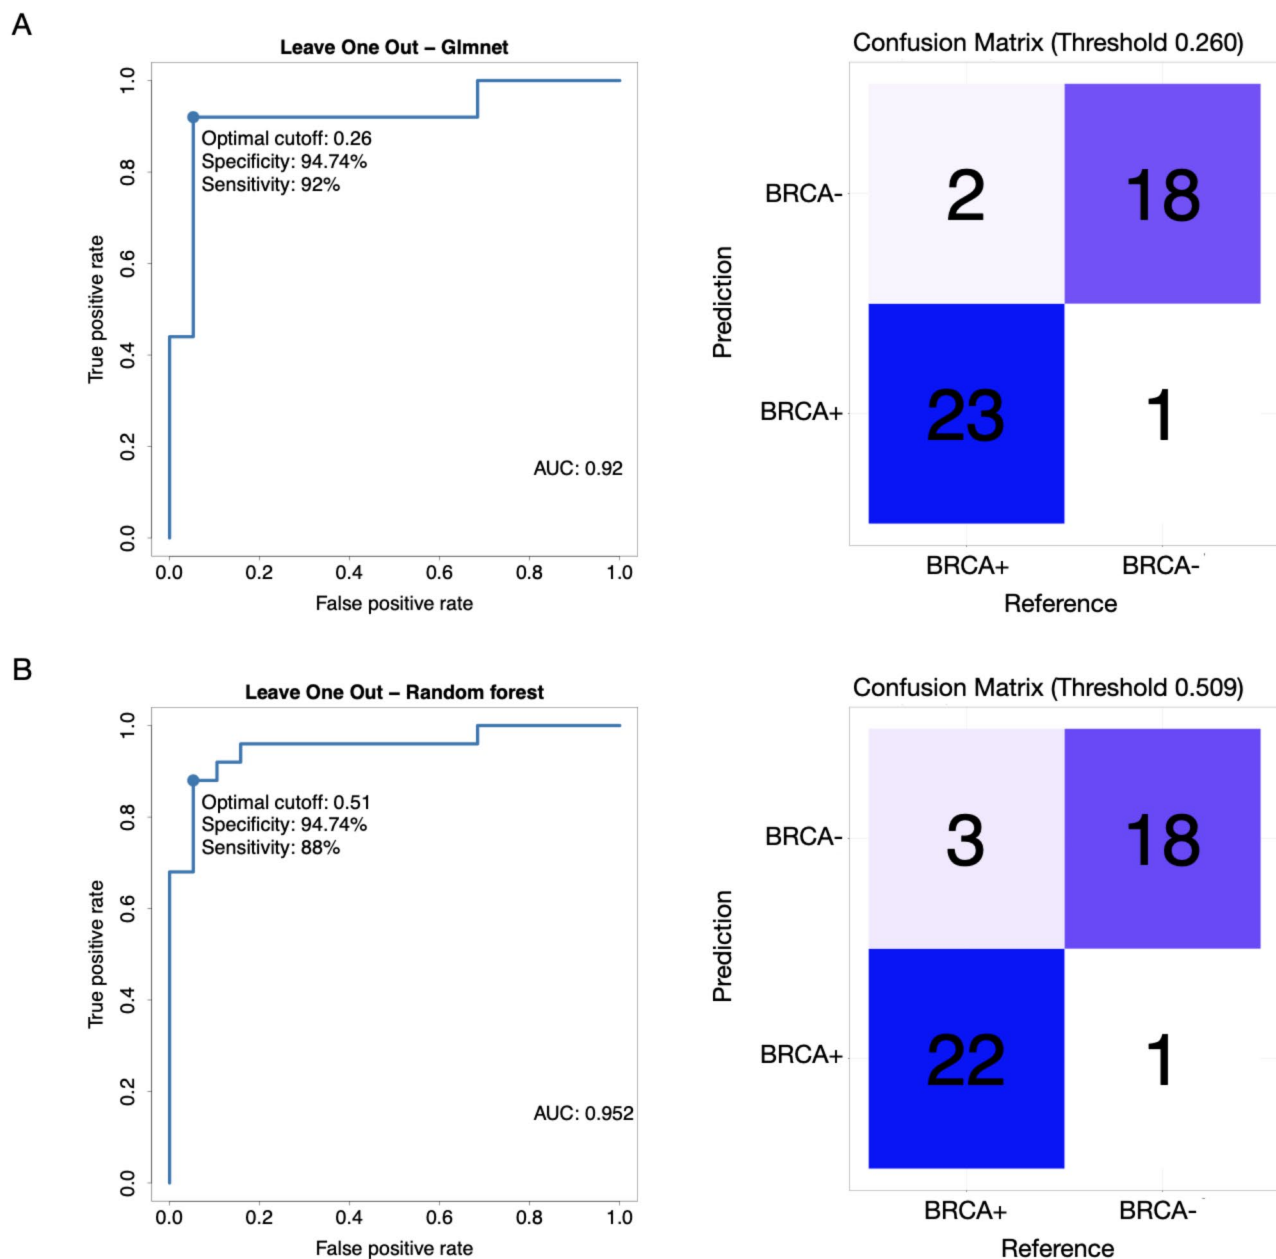 A
Leave One Out – Glmnet
True positive rate
1.0
0.8
0.6
0.4
0.2
0.0
Optimal cutoff: 0.26
Specificity: 94.74%
Sensitivity: 92%
AUC: 0.92
0.0 0.2 0.4 0.6 0.8 1.0
False positive rate
Confusion Matrix (Threshold 0.260)
Prediction
BRCA- 2 18
BRCA+ 23 1
BRCA+ BRCA-
Reference
B
Leave One Out – Random forest
True positive rate
1.0
0.8
0.6
0.4
0.2
0.0
Optimal cutoff: 0.51
Specificity: 94.74%
Sensitivity: 88%
AUC: 0.952
0.0 0.2 0.4 0.6 0.8 1.0
False positive rate
Confusion Matrix (Threshold 0.509)
Prediction
BRCA- 3 18
BRCA+ 22 1
BRCA+ BRCA-
Reference